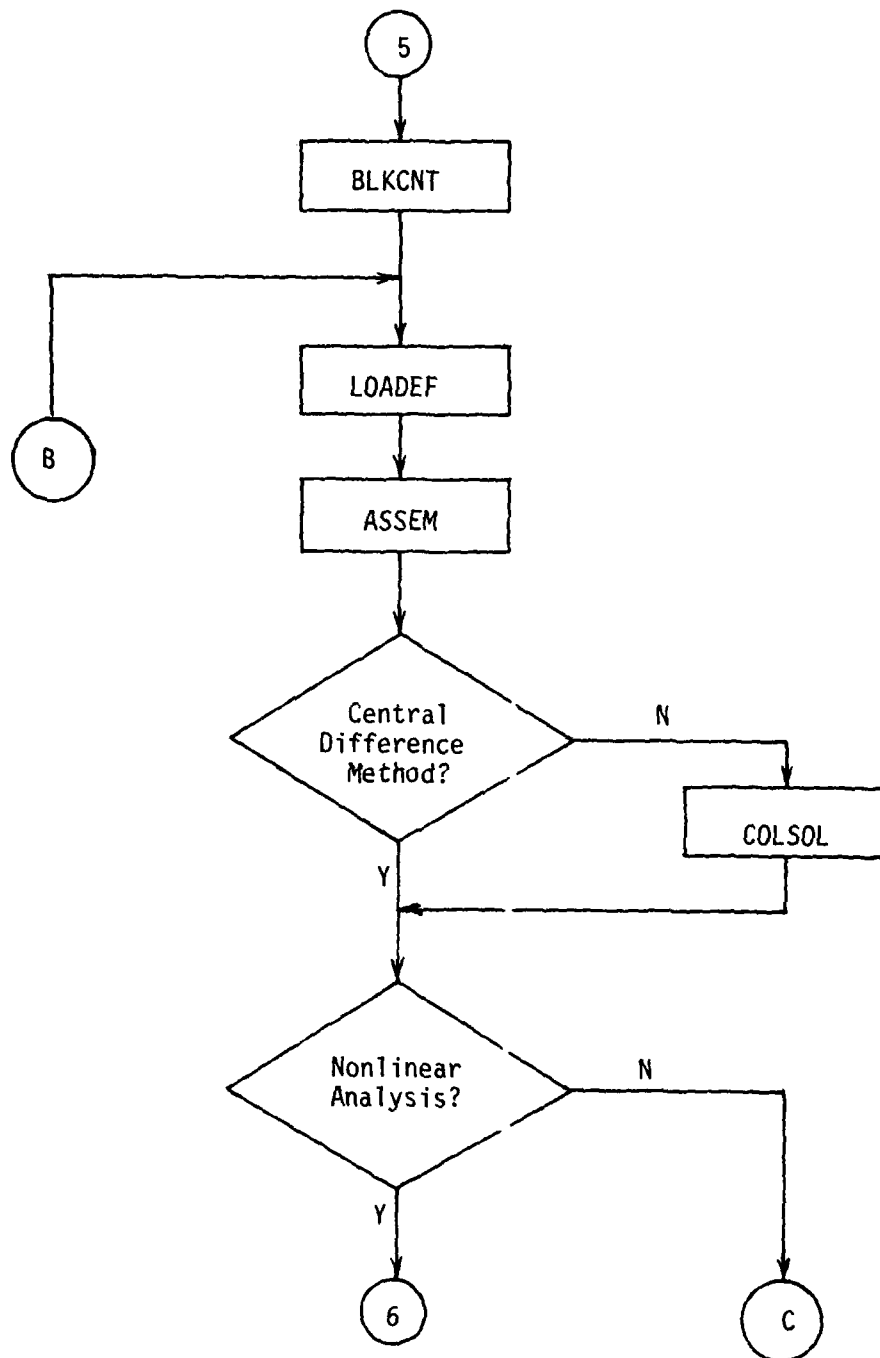 5
BLKCNT
LOADEF
B
ASSEM
Central
Difference
Method?
N
COLSOL
Y
Nonlinear
Analysis?
N
Y
6
C